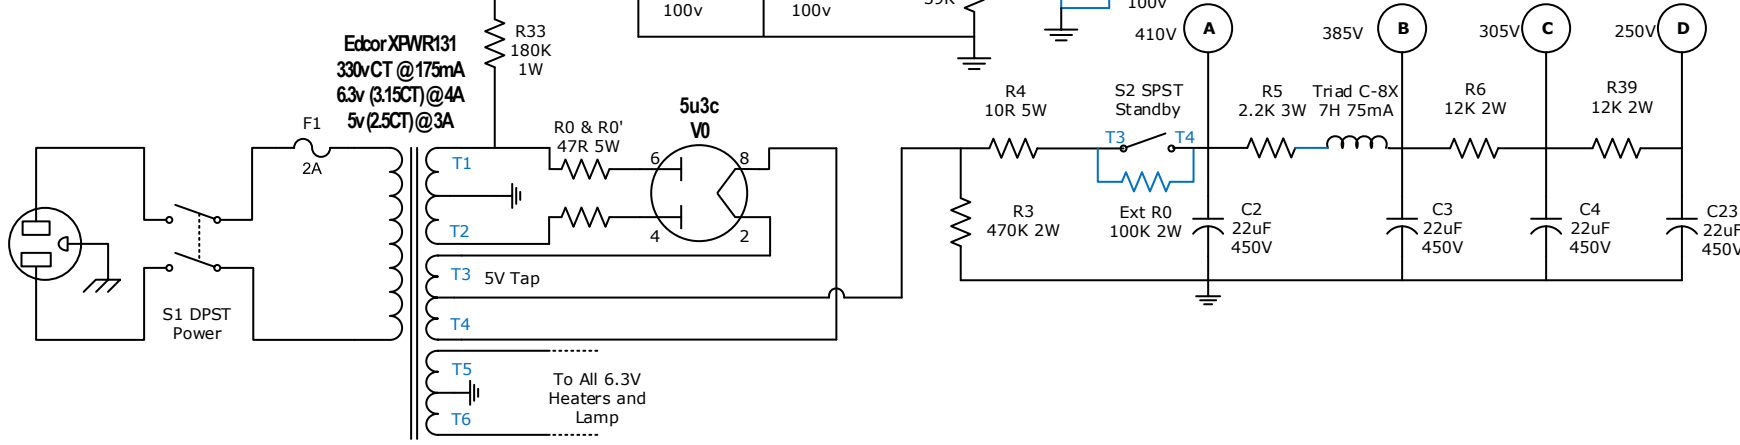 100v
100v
39K
100v
R33
180K
1W
Edcor XPWR131
330vCT @175mA
6.3v (3.15CT)@4A
5v(2.5CT)@3A
410V
A
385V
B
305V
C
250V
D
F1
2A
R0 & R0'
47R 5W
5u3c
V0
6
8
4
2
T1
T2
T3
5V Tap
T4
T5
T6
To All 6.3V
Heaters and
Lamp
S1 DPST
Power
R4
10R 5W
S2 SPST
Standby
T3
T4
Ext R0
100K 2W
R3
470K 2W
R5
2.2K 3W
Triad C-8X
7H 75mA
R6
12K 2W
R39
12K 2W
C2
22uF
450V
C3
22uF
450V
C4
22uF
450V
C23
22uF
450V